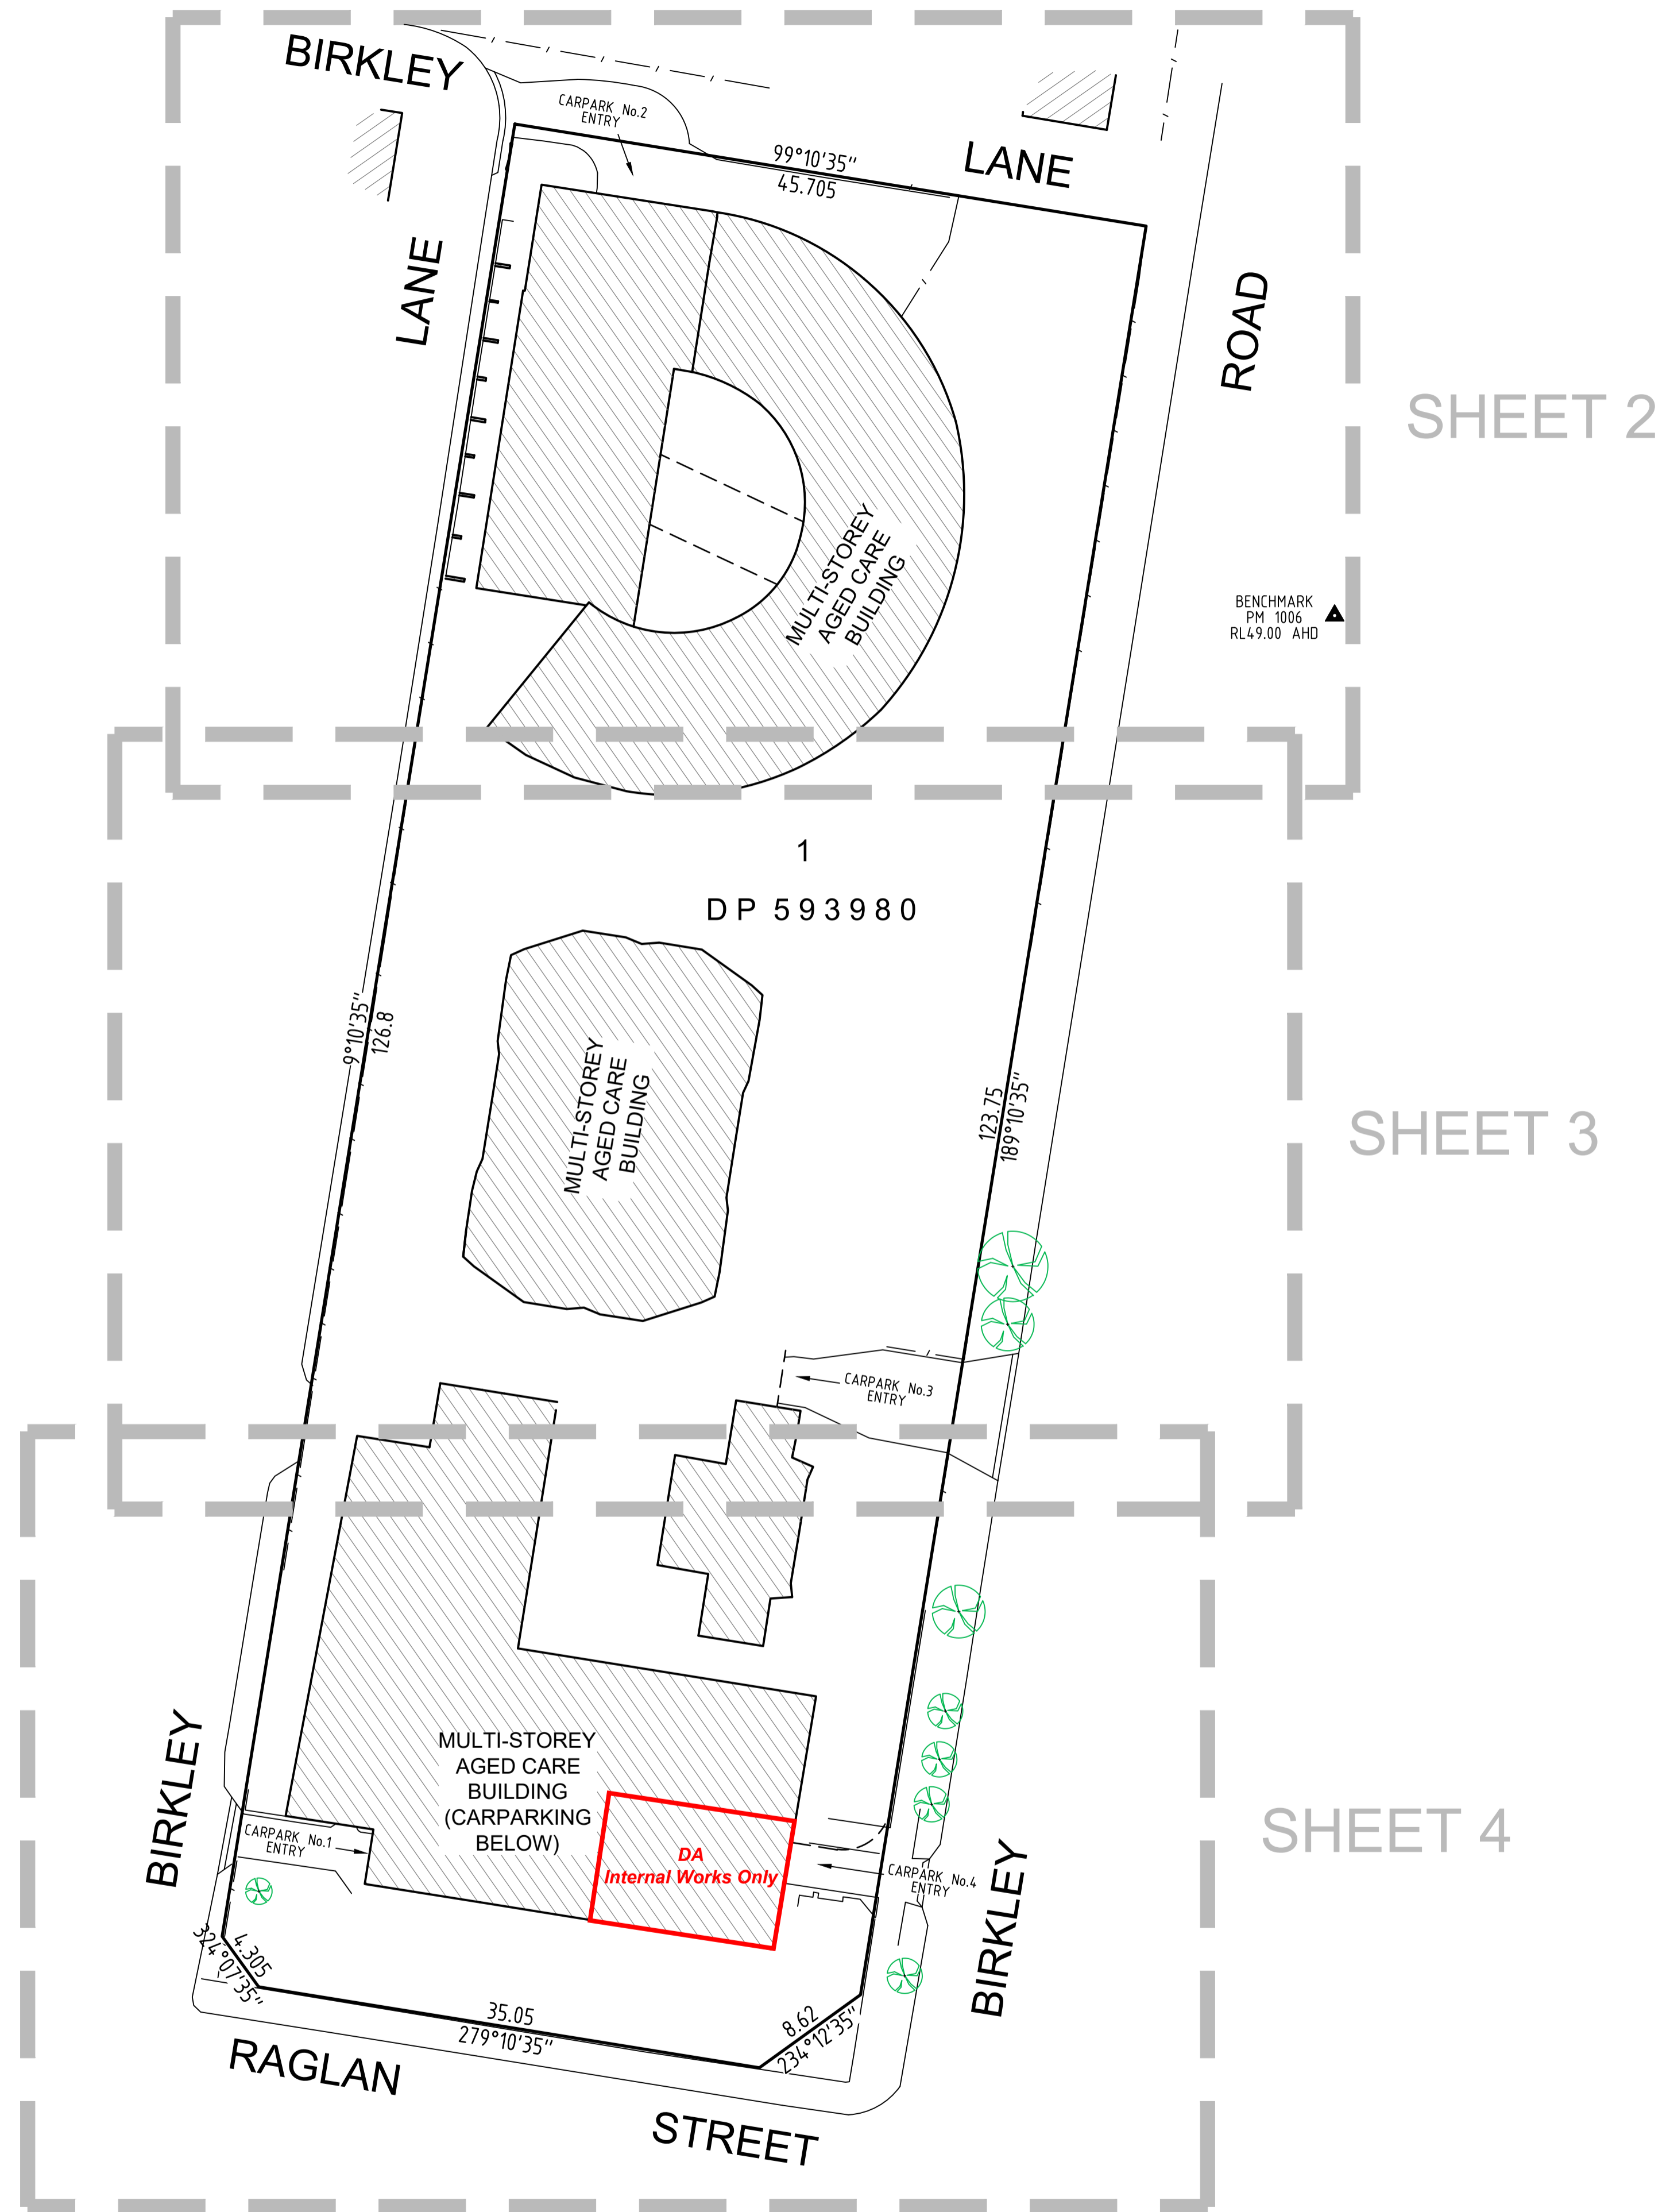 BIRKLEY
CARPARK No.2
ENTRY
99°10'35"
45.705
LANE
LANE
ROAD
SHEET 2
MULTI-STOREY
AGED CARE
BUILDING
BENCHMARK
PM 1006
RL49.00 AHD
1
DP 593980
9°10'35"
126.8
MULTI-STOREY
AGED CARE
BUILDING
123.75
189°10'35"
SHEET 3
CARPARK No.3
ENTRY
BIRKLEY
MULTI-STOREY
AGED CARE
BUILDING
(CARPARKING
BELOW)
CARPARK No.1
ENTRY
DA
Internal Works Only
CARPARK No.4
ENTRY
SHEET 4
BIRKLEY
4.305
324°07'35"
35.05
279°10'35"
8.62
234°12'35"
RAGLAN
STREET